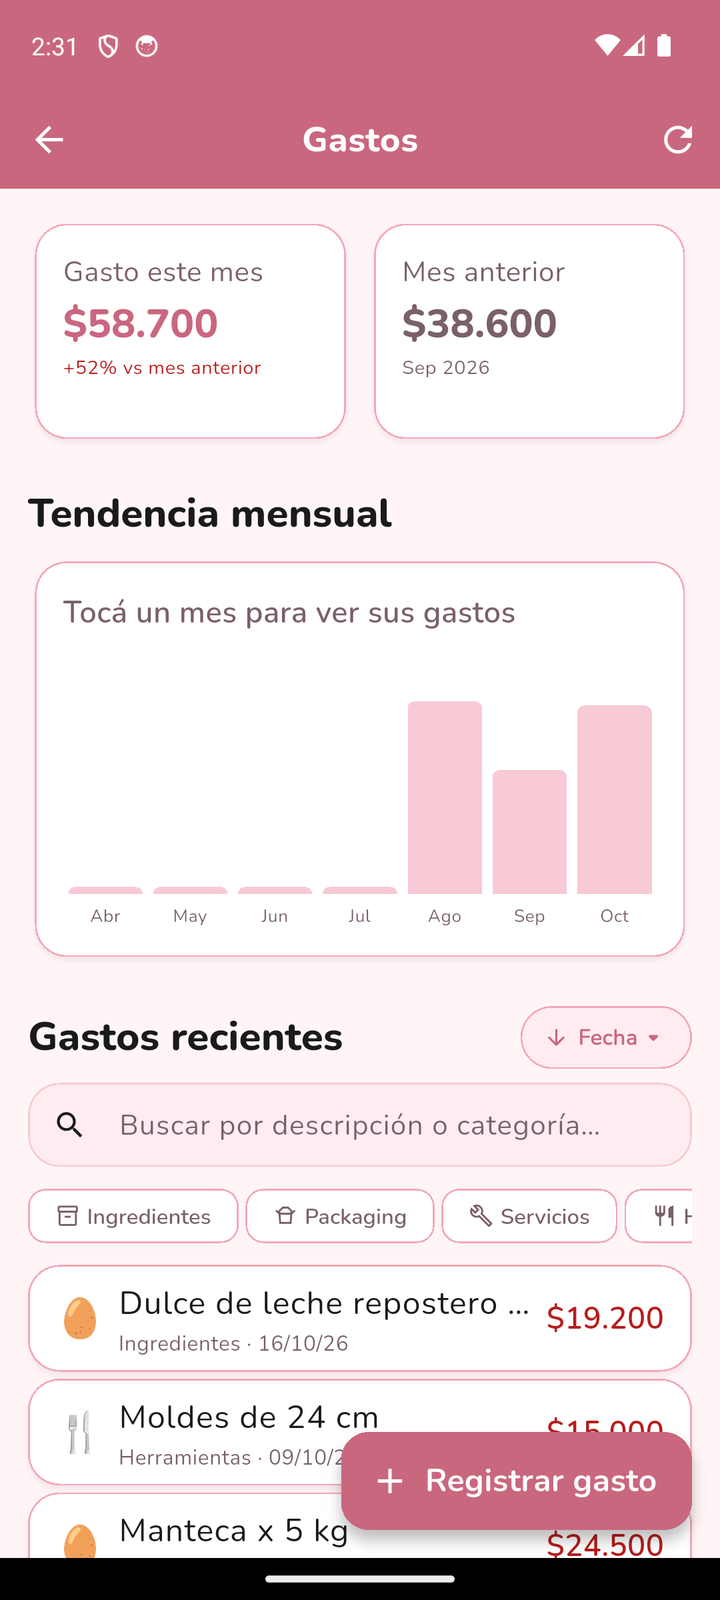 2:31
Gastos
Gasto este mes
$58.700
+52% vs mes anterior
Mes anterior
$38.600
Sep 2026
Tendencia mensual
Tocá un mes para ver sus gastos
Abr May Jun Jul Ago Sep Oct
Gastos recientes
Fecha
Buscar por descripción o categoría...
Ingredientes Packaging Servicios
Dulce de leche repostero ...
$19.200
Ingredientes · 16/10/26
Moldes de 24 cm
$15.000
Herramientas · 09/10/2
Registrar gasto
Manteca x 5 kg
$24.500